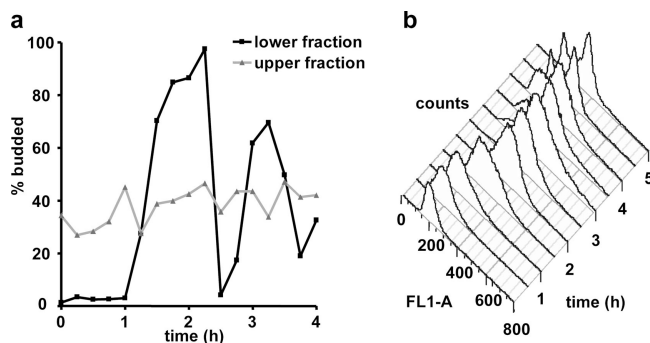 a
b
lower fraction
upper fraction
100
80
60
40
20
0
% budded
0
1
2
3
4
time (h)
counts
0
200
400
600
800
FL1-A
1
2
3
4
5
time (h)